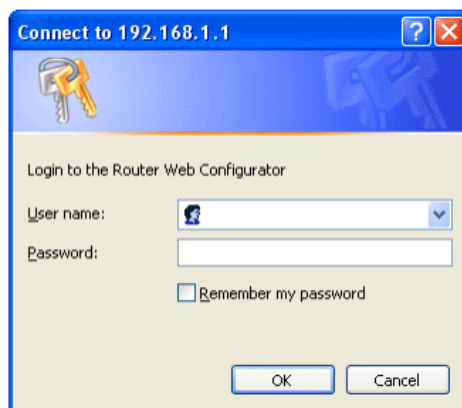 Connect to 192.168.1.1
Login to the Router Web Configurator
User name:
Password:
Remember my password
OK
Cancel